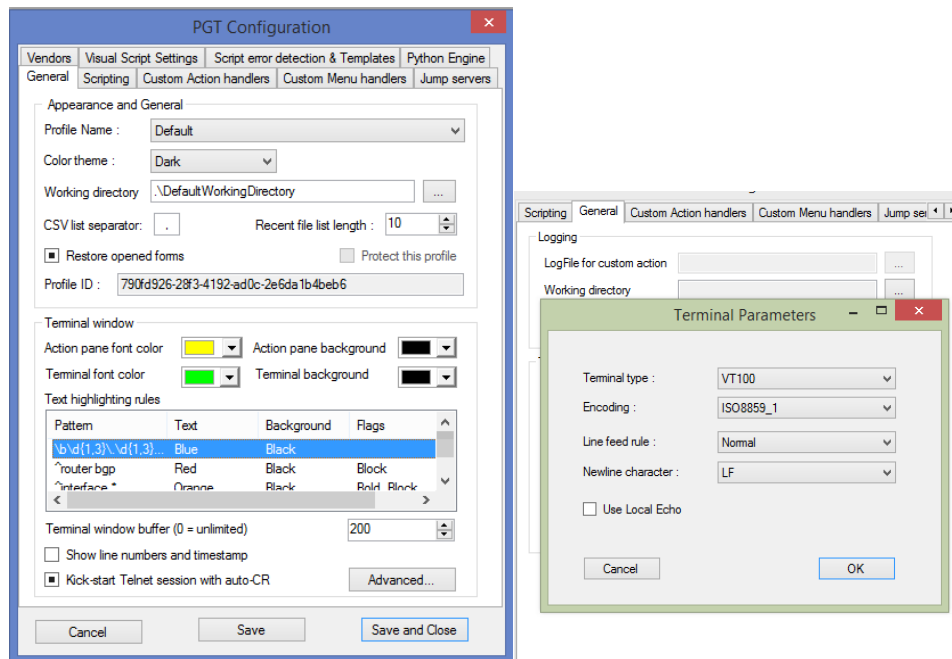 PGT Configuration
Vendors Visual Script Settings Script error detection & Templates Python Engine
General Scripting Custom Action handlers Custom Menu handlers Jump servers
Appearance and General
Profile Name : Default
Color theme : Dark
Working directory .\DefaultWorkingDirectory ...
CSV list separator: . Recent file list length: 10
Restore opened forms Protect this profile
Profile ID : 790fd926-28f3-4192-ad0c-2e6da1b4beb6
Terminal window
Action pane font color Action pane background
Terminal font color Terminal background
Text highlighting rules
Pattern Text Background Flags
\b\d{1,3}\.\d{1,3}... Blue Black
^router bgp Red Black Block
^interface.* Orange Black Bold, Block
Terminal window buffer (0 = unlimited) 200
Show line numbers and timestamp
Kick-start Telnet session with auto-CR Advanced...
Cancel Save Save and Close
Scripting General Custom Action handlers Custom Menu handlers Jump ser
Logging
LogFile for custom action ...
Working directory ...
Terminal Parameters
Terminal type : VT100
Encoding : ISO8859_1
Line feed rule : Normal
Newline character : LF
Use Local Echo
Cancel OK